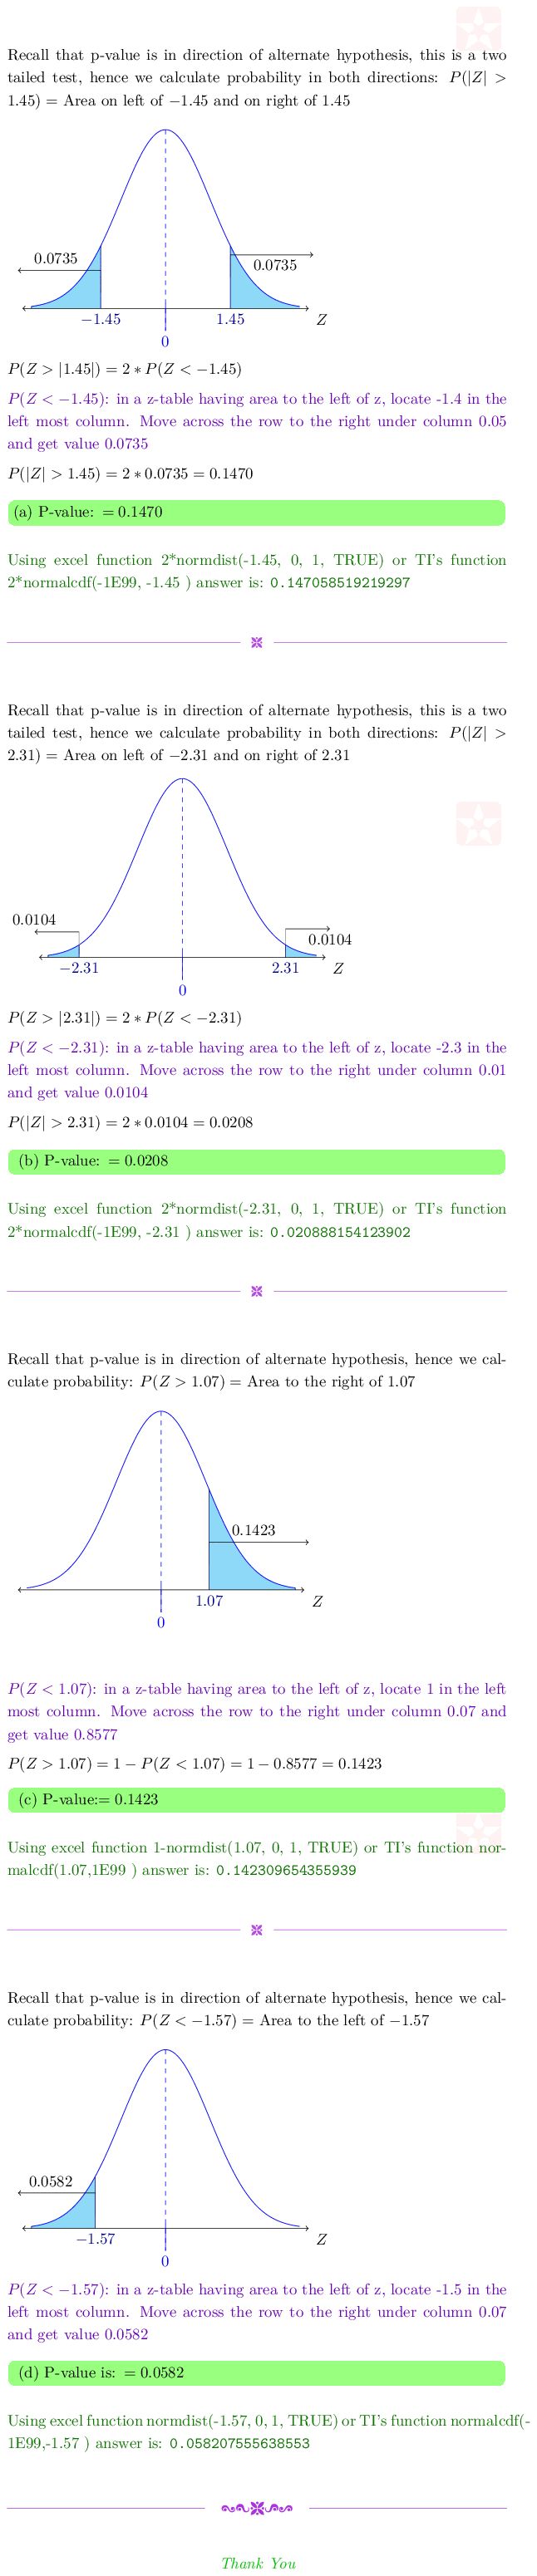 Recall that p-value is in direction of alternate hypothesis, this is a two
tailed test, hence we calculate probability in both directions: P(|Z| >
1.45) = Area on left of −1.45 and on right of 1.45
0.0735
0.0735
−1.45
1.45
Z
0
P(Z > |1.45|) = 2 ∗ P(Z < −1.45)
P(Z < −1.45): in a z-table having area to the left of z, locate -1.4 in the
left most column. Move across the row to the right under column 0.05
and get value 0.0735
P(|Z| > 1.45) = 2 ∗ 0.0735 = 0.1470
(a) P-value: = 0.1470
Using excel function 2*normdist(-1.45, 0, 1, TRUE) or TI's function
2*normalcdf(-1E99, -1.45 ) answer is: 0.147058519219297
Recall that p-value is in direction of alternate hypothesis, this is a two
tailed test, hence we calculate probability in both directions: P(|Z| >
2.31) = Area on left of −2.31 and on right of 2.31
0.0104
0.0104
−2.31
2.31
Z
0
P(Z > |2.31|) = 2 ∗ P(Z < −2.31)
P(Z < −2.31): in a z-table having area to the left of z, locate -2.3 in the
left most column. Move across the row to the right under column 0.01
and get value 0.0104
P(|Z| > 2.31) = 2 ∗ 0.0104 = 0.0208
(b) P-value: = 0.0208
Using excel function 2*normdist(-2.31, 0, 1, TRUE) or TI's function
2*normalcdf(-1E99, -2.31 ) answer is: 0.020888154123902
Recall that p-value is in direction of alternate hypothesis, hence we cal-
culate probability: P(Z > 1.07) = Area to the right of 1.07
0.1423
1.07
Z
0
P(Z < 1.07): in a z-table having area to the left of z, locate 1 in the left
most column. Move across the row to the right under column 0.07 and
get value 0.8577
P(Z > 1.07) = 1 − P(Z < 1.07) = 1 − 0.8577 = 0.1423
(c) P-value:= 0.1423
Using excel function 1-normdist(1.07, 0, 1, TRUE) or TI's function nor-
malcdf(1.07,1E99 ) answer is: 0.142309654355939
Recall that p-value is in direction of alternate hypothesis, hence we cal-
culate probability: P(Z < −1.57) = Area to the left of −1.57
0.0582
−1.57
Z
0
P(Z < −1.57): in a z-table having area to the left of z, locate -1.5 in the
left most column. Move across the row to the right under column 0.07
and get value 0.0582
(d) P-value is: = 0.0582
Using excel function normdist(-1.57, 0, 1, TRUE) or TI's function normalcdf(-
1E99,-1.57 ) answer is: 0.058207555638553
Thank You